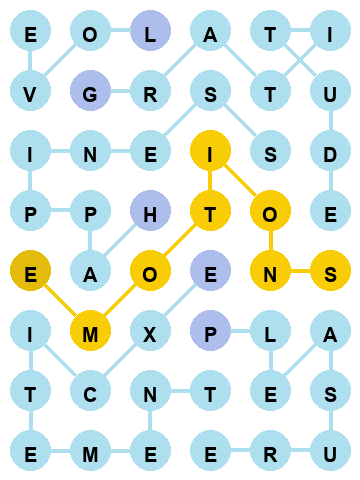 E O L A T I
V G R S T U
I N E I S D
P P H T O E
E A O E N S
I M X P L A
T C N T E S
E M E E R U